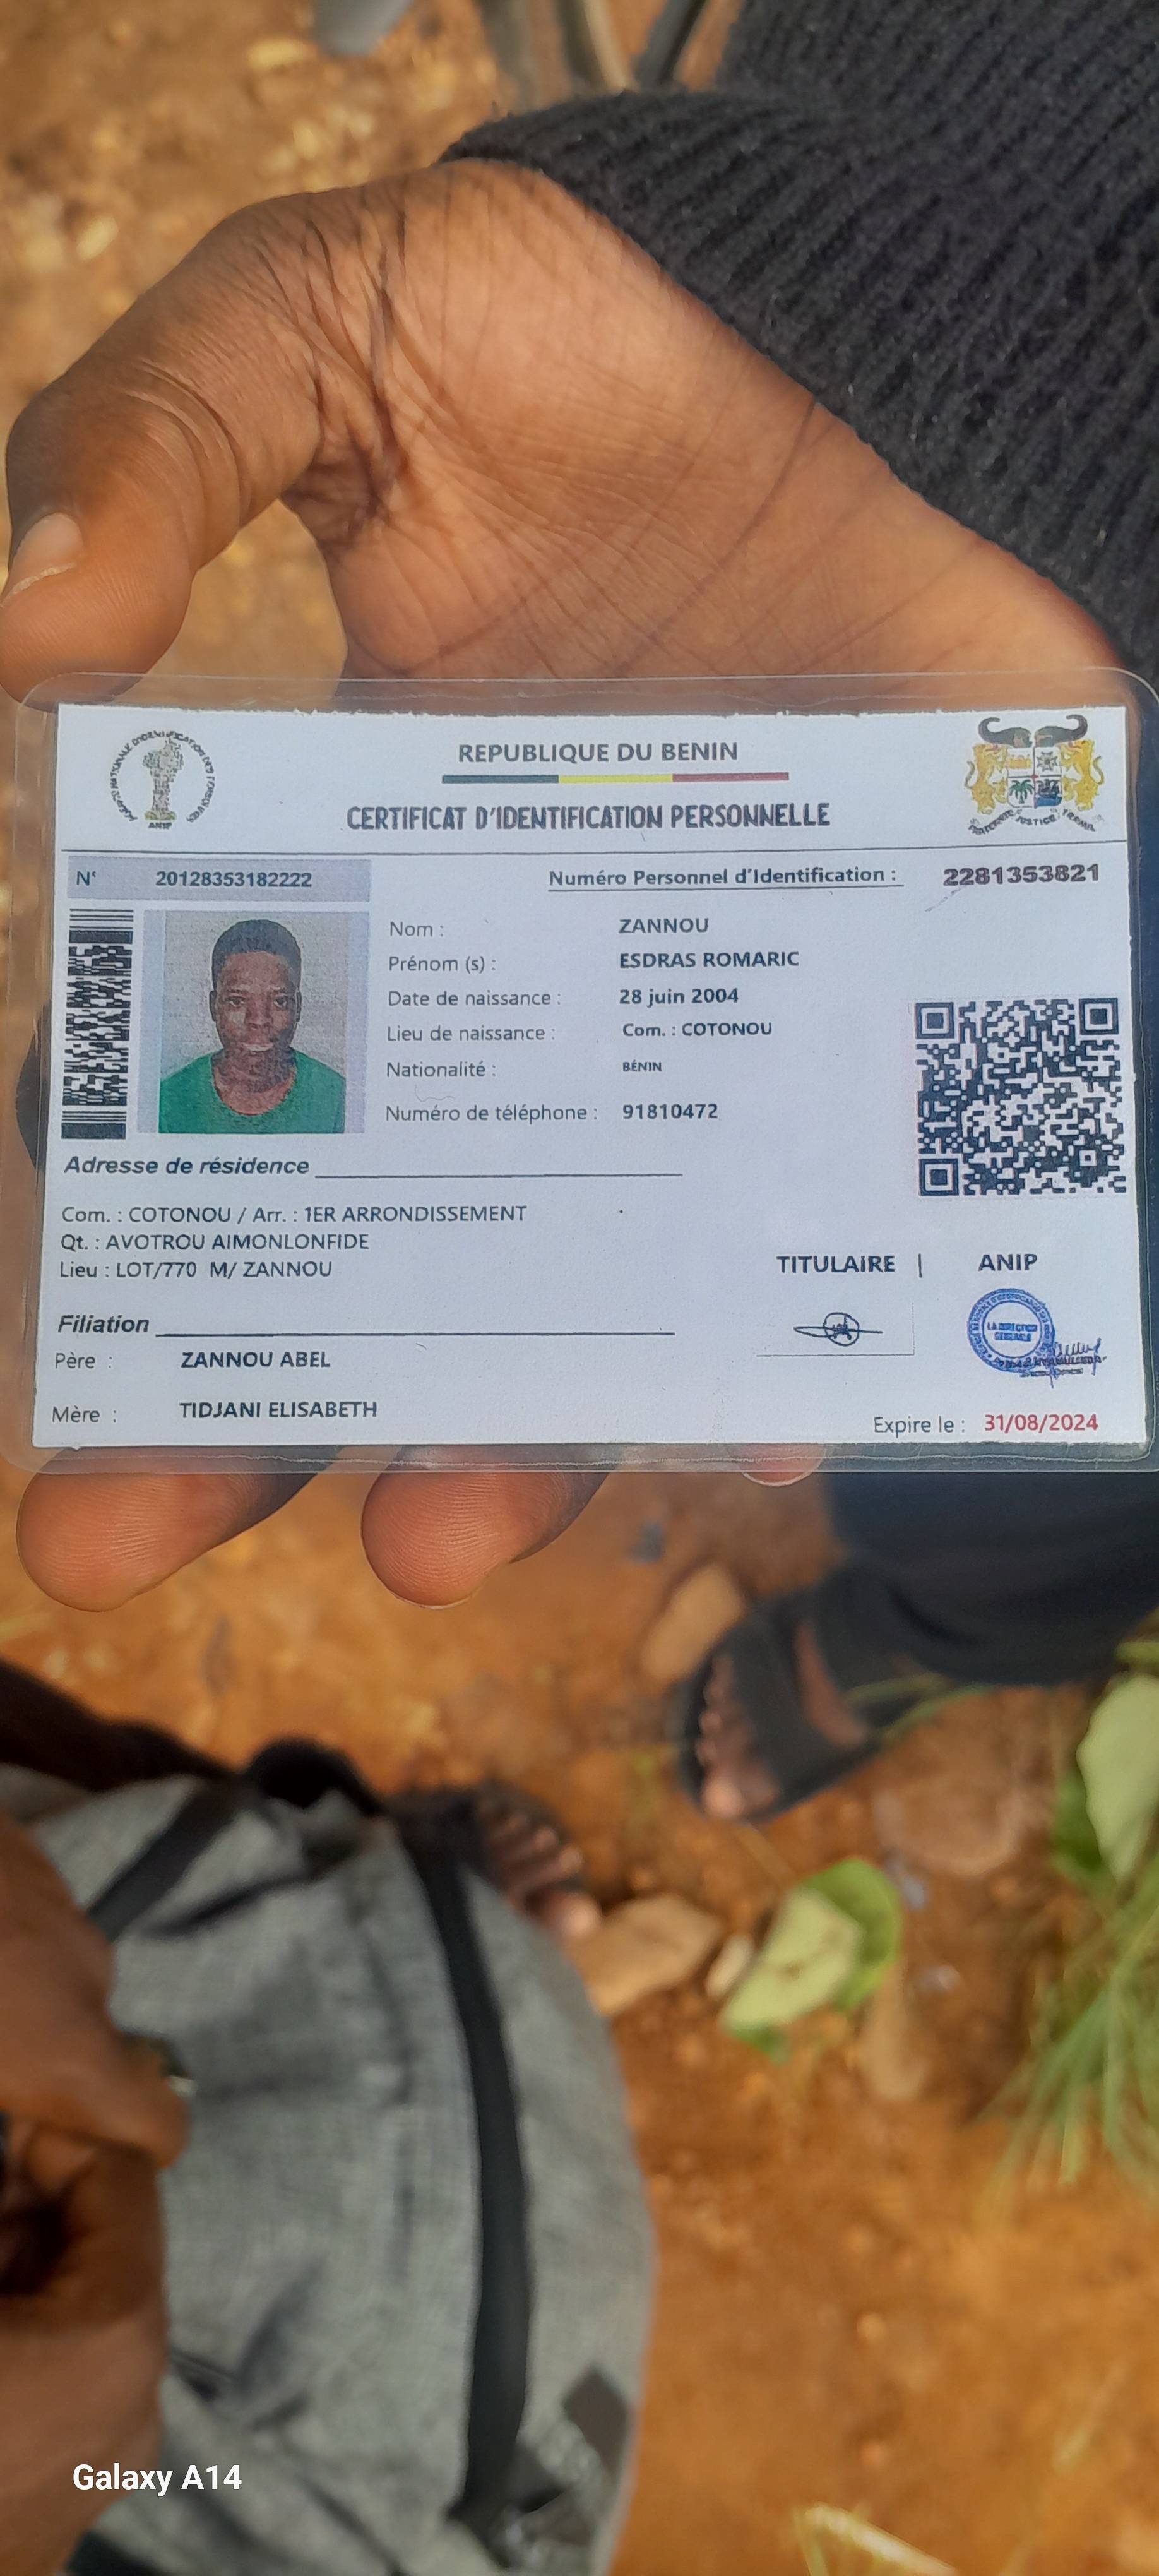 REPUBLIQUE DU BENIN
CERTIFICAT D'IDENTIFICATION PERSONNELLE
ANIP
FRATERNITE JUSTICE TRAVAIL
N° 20128353182222
Numéro Personnel d'Identification : 2281353821
Nom : ZANNOU
Prénom (s) : ESDRAS ROMARIC
Date de naissance : 28 juin 2004
Lieu de naissance : Com. : COTONOU
Nationalité : BÉNIN
Numéro de téléphone : 91810472
Adresse de résidence
Com. : COTONOU / Arr. : 1ER ARRONDISSEMENT
Qt. : AVOTROU AIMONLONFIDE
Lieu : LOT/770 M/ ZANNOU
TITULAIRE | ANIP
LA DIRECTION
GENERALE
Filiation
Père : ZANNOU ABEL
Mère : TIDJANI ELISABETH
Expire le : 31/08/2024
Galaxy A14